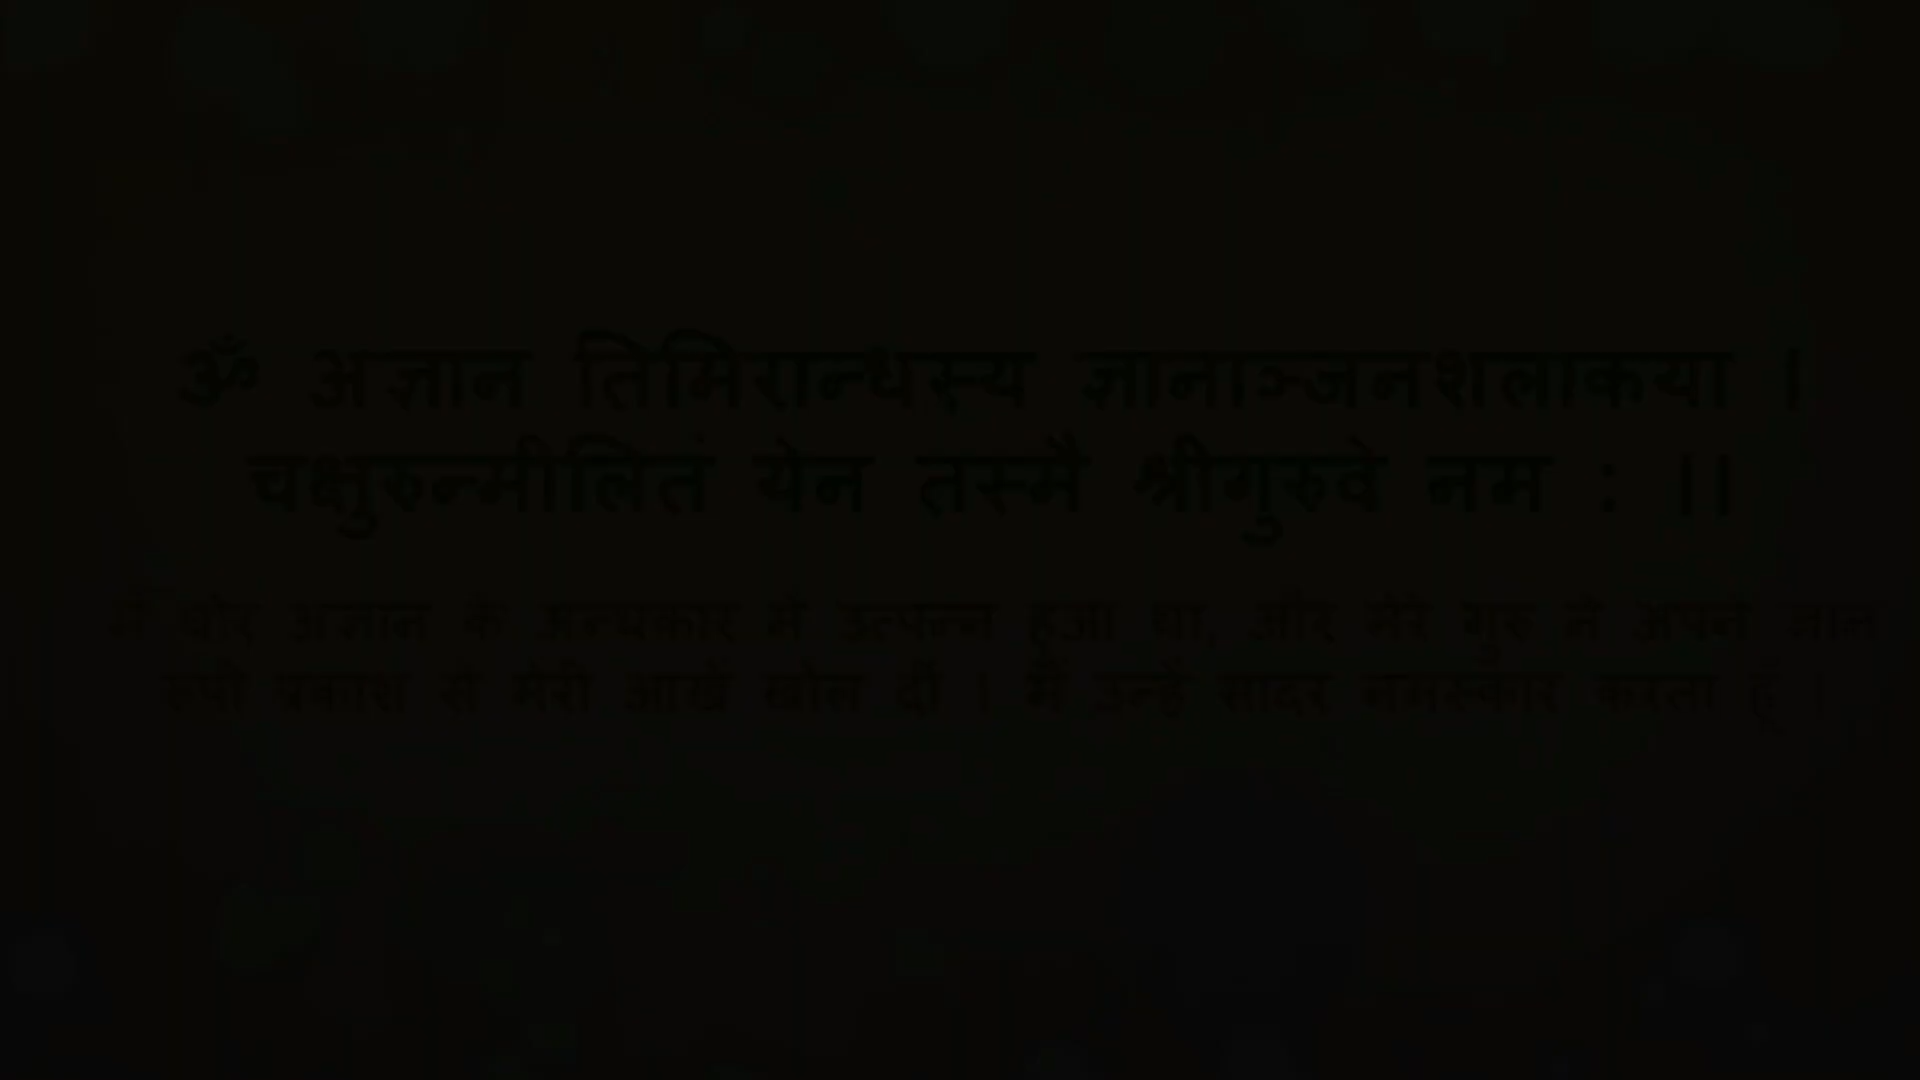 ॐ अज्ञान तिमिरान्धस्य ज्ञानाञ्जनशलाकया ।
चक्षुरुन्मीलितं येन तस्मै श्रीगुरुवे नम : ।।
मैं घोर अज्ञान के अन्धकार में उत्पन्न हुआ था, और मेरे गुरु ने अपने ज्ञान
रूपी प्रकाश से मेरी आखें खोल दीं । मैं उन्हें सादर नमस्कार करता हूँ ।